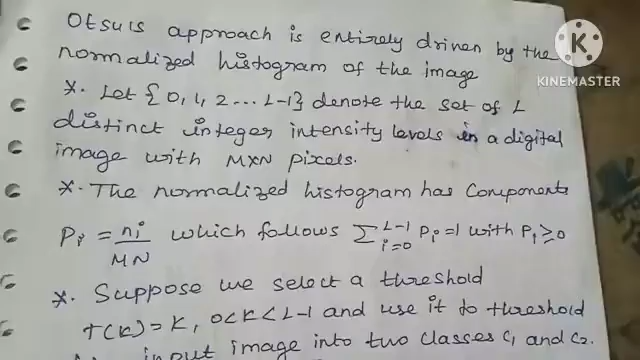 Otsu's approach is entirely driven by the
normalized histogram of the image
*. Let {0, 1, 2 ... L-1} denote the set of L
distinct integer intensity levels in a digital
image with MXN pixels.
*. The normalized histogram has components
Pi = ni/MN which follows ∑ i=0 L-1 Pi = 1 with Pi ≥ 0
*. Suppose we select a threshold
T(K) = K, 0<K<L-1 and use it to threshold
input image into two classes C1 and C2.
KINEMASTER